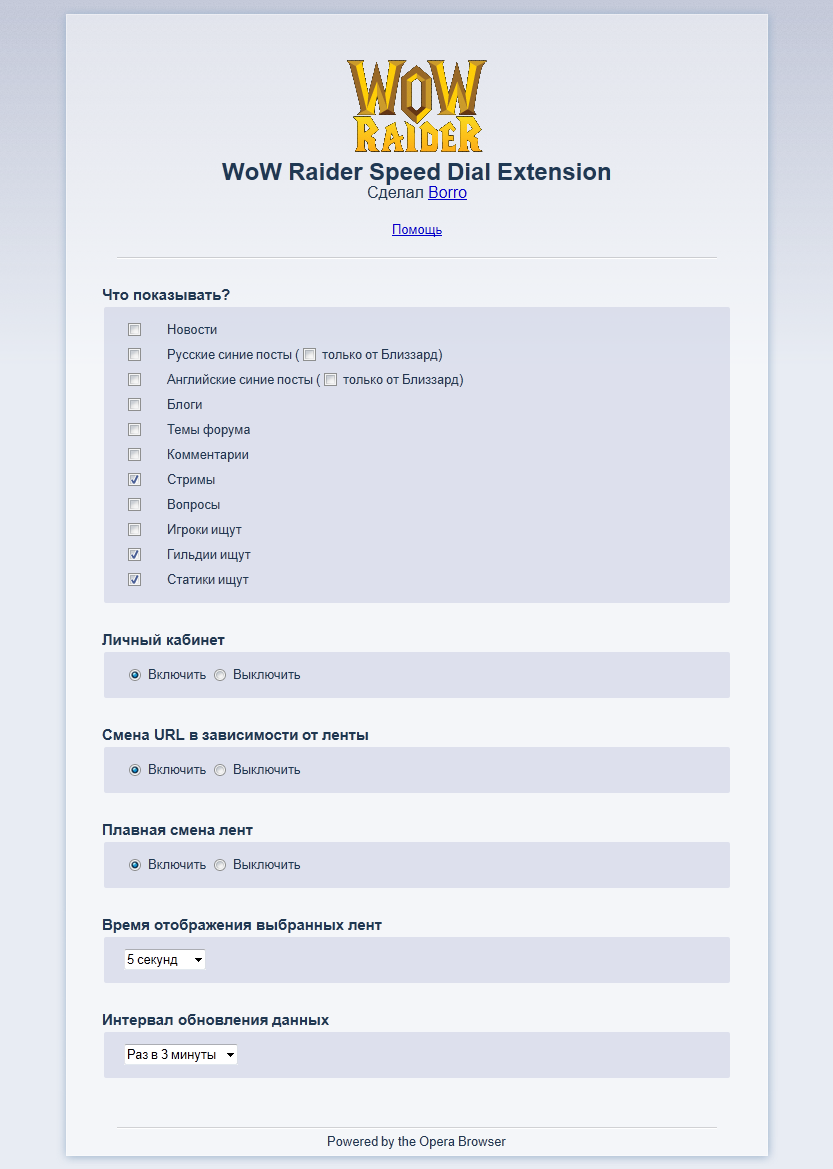 WOW
RAIDER
WoW Raider Speed Dial Extension
Сделал Borro
Помощь
Что показывать?
Новости
Русские синие посты ( только от Близзард)
Английские синие посты ( только от Близзард)
Блоги
Темы форума
Комментарии
Стримы
Вопросы
Игроки ищут
Гильдии ищут
Статики ищут
Личный кабинет
Включить Выключить
Смена URL в зависимости от ленты
Включить Выключить
Плавная смена лент
Включить Выключить
Время отображения выбранных лент
5 секунд
Интервал обновления данных
Раз в 3 минуты
Powered by the Opera Browser